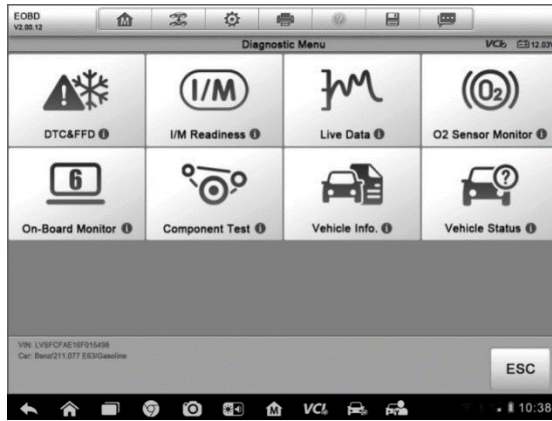 EOBD
V2.00.12
M
Diagnostic Menu
VCI
12.03V
I/M
O2
DTC&FFD
I/M Readiness
Live Data
O2 Sensor Monitor
6
?
On-Board Monitor
Component Test
Vehicle Info.
Vehicle Status
VIN: LVSFCFAE16F015498
Car: Benz/211.077 E63/Gasoline
ESC
M
VCI
10:38